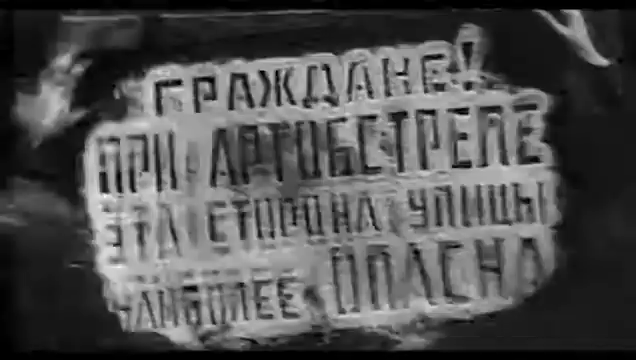 ГРАЖДАНЕ!
ПРИ АРТОБСТРЕЛЕ
ЭТА СТОРОНА УЛИЦЫ
НАИБОЛЕЕ ОПАСНА